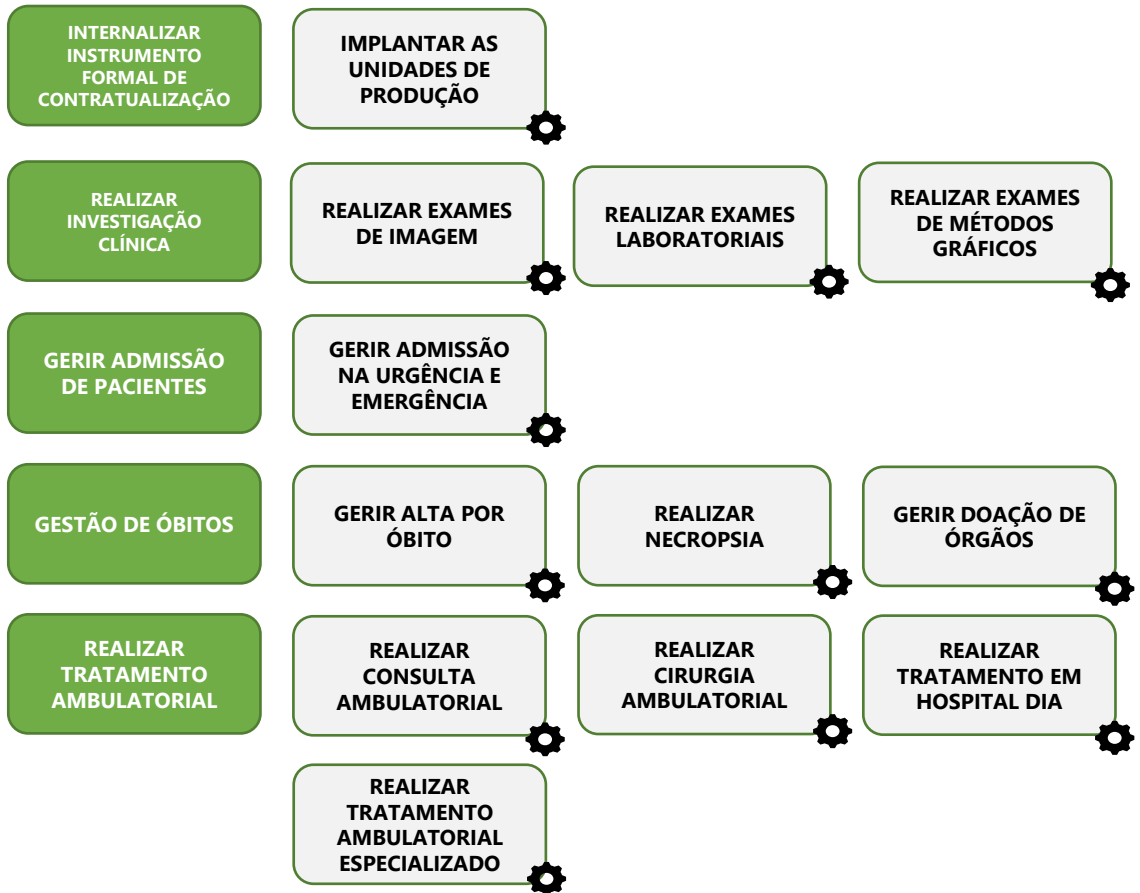 INTERNALIZAR
INSTRUMENTO
FORMAL DE
CONTRATUALIZAÇÃO
IMPLANTAR AS
UNIDADES DE
PRODUÇÃO
REALIZAR
INVESTIGAÇÃO
CLÍNICA
REALIZAR EXAMES
DE IMAGEM
REALIZAR EXAMES
LABORATORIAIS
REALIZAR EXAMES
DE MÉTODOS
GRÁFICOS
GERIR ADMISSÃO
DE PACIENTES
GERIR ADMISSÃO
NA URGÊNCIA E
EMERGÊNCIA
GESTÃO DE ÓBITOS
GERIR ALTA POR
ÓBITO
REALIZAR
NECROPSIA
GERIR DOAÇÃO DE
ÓRGÃOS
REALIZAR
TRATAMENTO
AMBULATORIAL
REALIZAR
CONSULTA
AMBULATORIAL
REALIZAR
CIRURGIA
AMBULATORIAL
REALIZAR
TRATAMENTO EM
HOSPITAL DIA
REALIZAR
TRATAMENTO
AMBULATORIAL
ESPECIALIZADO